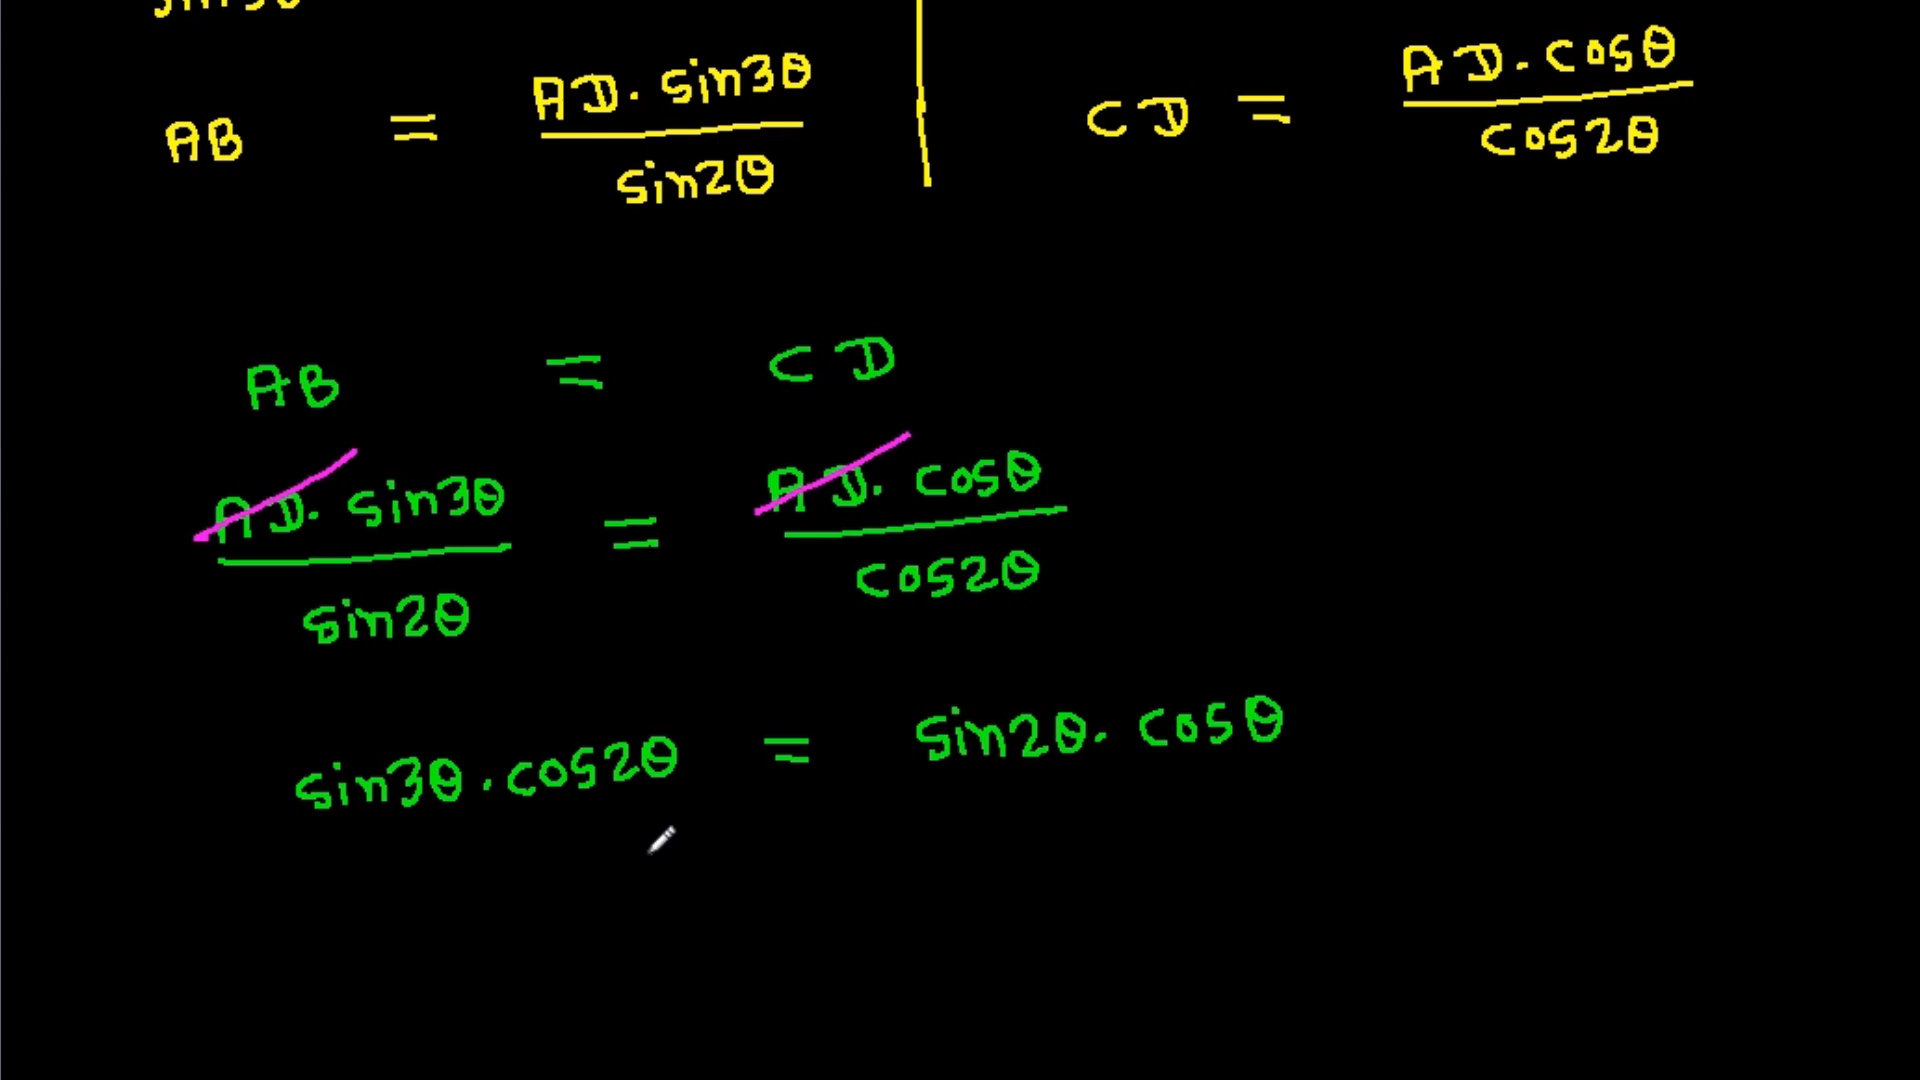 AB = AD. sin3θ / sin2θ
CD = AD. cosθ / cos2θ
AB = CD
AD. sin3θ / sin2θ = AD. cosθ / cos2θ
sin3θ . cos2θ = sin2θ. cosθ